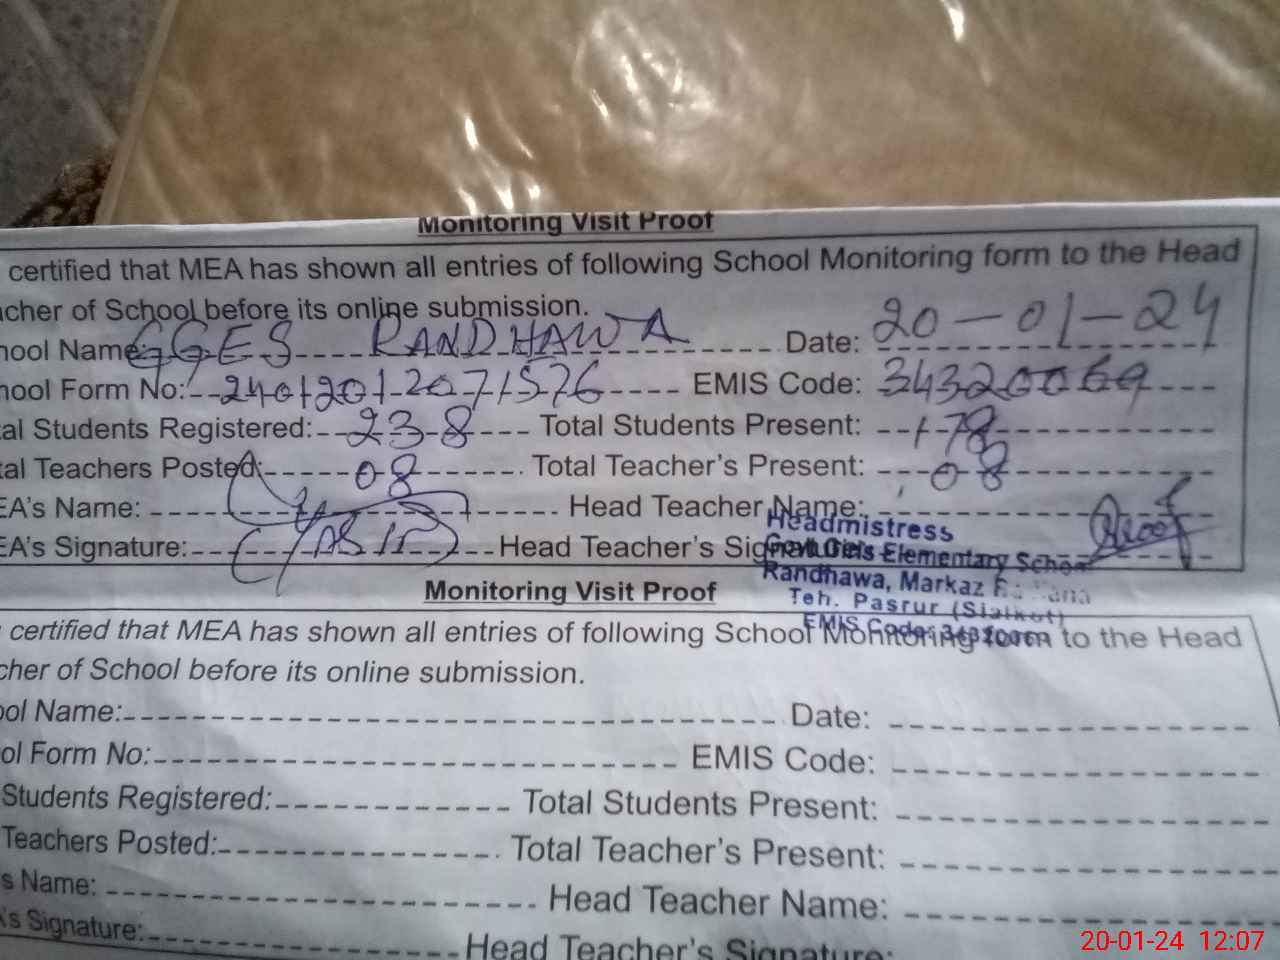 Monitoring Visit Proof
certified that MEA has shown all entries of following School Monitoring form to the Head
cher of School before its online submission.
hool Name: GGES RANDHAWA Date: 20-01-24
hool Form No: 24012012071576 EMIS Code: 34320069
al Students Registered: 238 Total Students Present: 178
al Teachers Posted: 08 Total Teacher's Present: 08
EA's Name: Head Teacher Name:
EA's Signature: YASIR Head Teacher's Signature:
Headmistress
Govt. Girls Elementary School
Randhawa, Markaz
Teh. Pasrur (Sialkot)
EMIS Code:
Monitoring Visit Proof
certified that MEA has shown all entries of following School Monitoring form to the Head
cher of School before its online submission.
ool Name: Date:
ol Form No: EMIS Code:
Students Registered: Total Students Present:
Teachers Posted: Total Teacher's Present:
s Name: Head Teacher Name:
's Signature: Head Teacher's Signature:
20-01-24 12:07